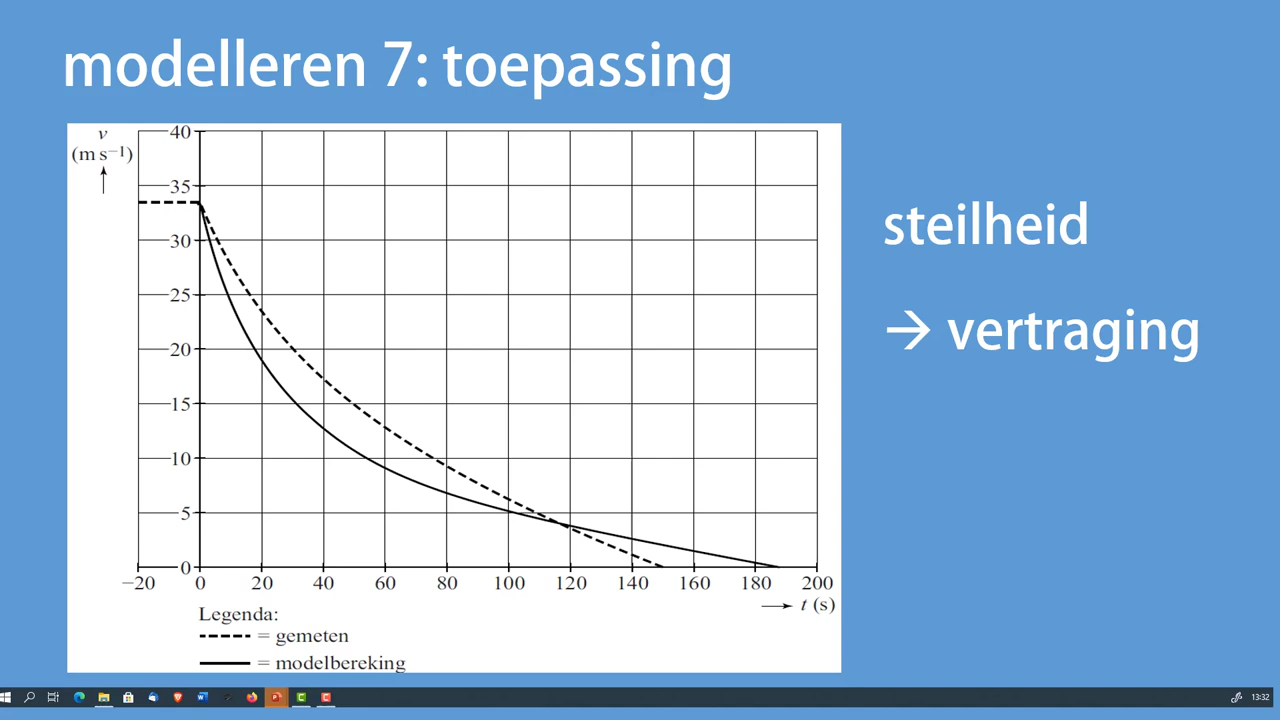 modelleren 7: toepassing
v
(m s−1)
40
35
30
25
20
15
10
5
0
−20 0 20 40 60 80 100 120 140 160 180 200
t (s)
Legenda:
= gemeten
= modelbereking
steilheid
→ vertraging
13:32